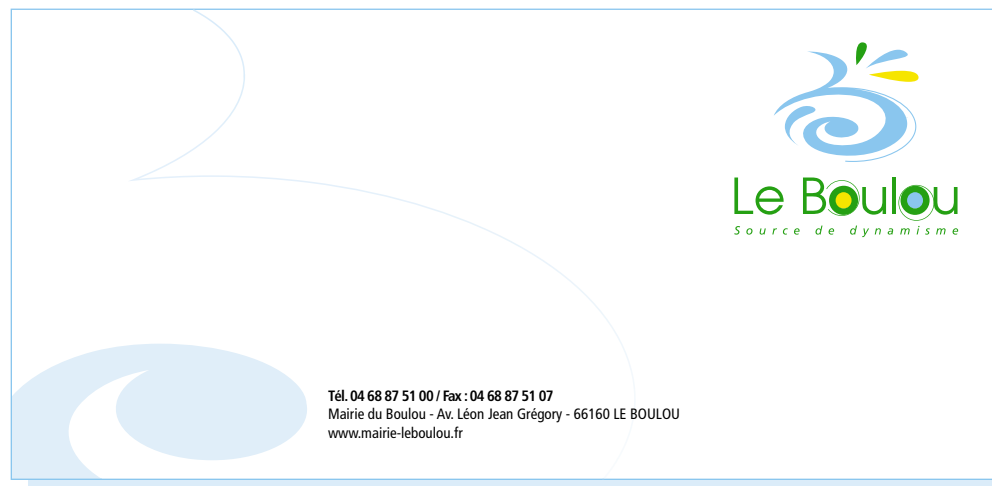 Le Boulou
Source de dynamisme
Tél. 04 68 87 51 00 / Fax : 04 68 87 51 07
Mairie du Boulou - Av. Léon Jean Grégory - 66160 LE BOULOU
www.mairie-leboulou.fr